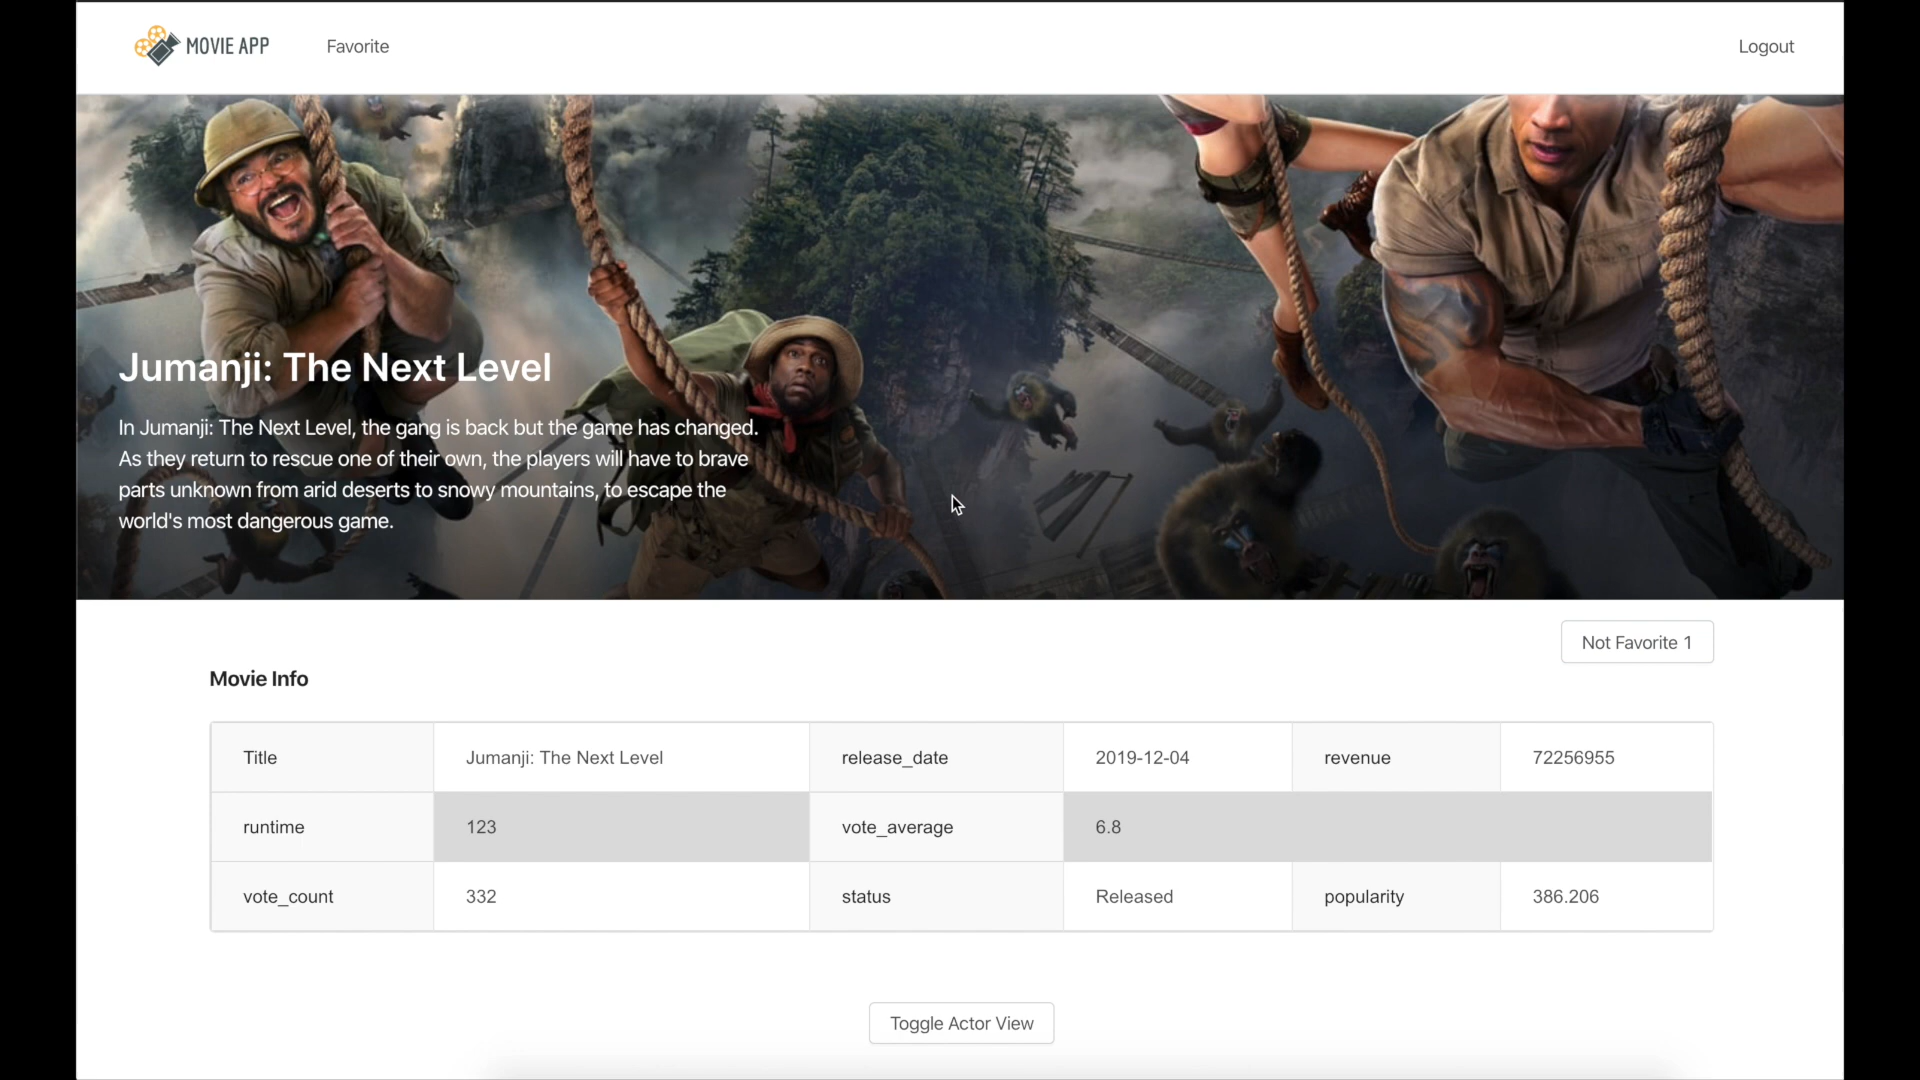 MOVIE APP
Favorite
Logout
Jumanji: The Next Level
In Jumanji: The Next Level, the gang is back but the game has changed.
As they return to rescue one of their own, the players will have to brave
parts unknown from arid deserts to snowy mountains, to escape the
world's most dangerous game.
Not Favorite 1
Movie Info
Title Jumanji: The Next Level release_date 2019-12-04 revenue 72256955
runtime 123 vote_average 6.8
vote_count 332 status Released popularity 386.206
Toggle Actor View